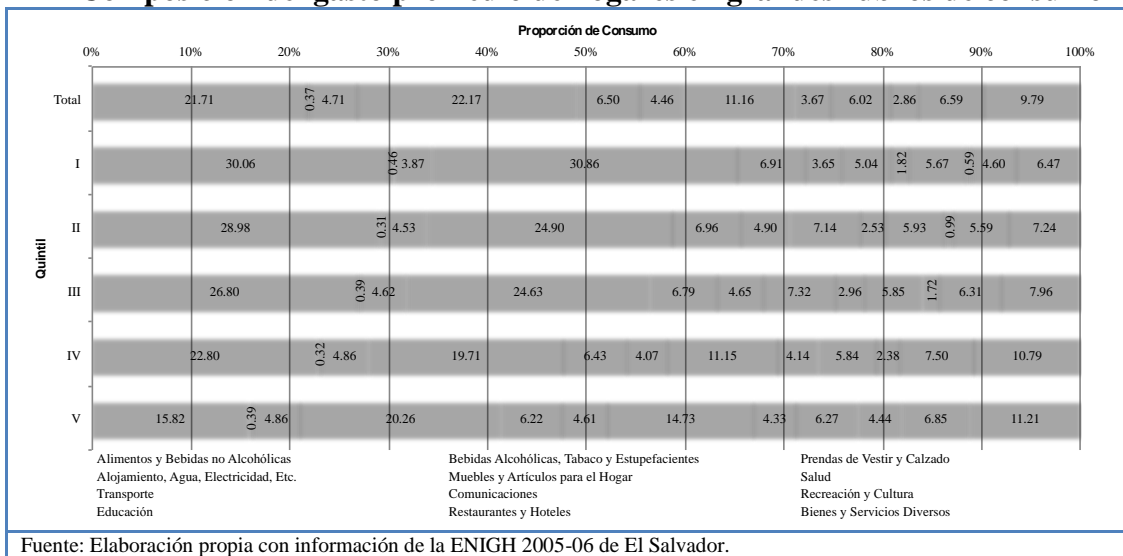 Proporción de Consumo
0% 10% 20% 30% 40% 50% 60% 70% 80% 90% 100%
Total 21.71 0.37 4.71 22.17 6.50 4.46 11.16 3.67 6.02 2.86 6.59 9.79
I 30.06 0.46 3.87 30.86 6.91 3.65 5.04 1.82 5.67 0.59 4.60 6.47
Quintil
II 28.98 0.31 4.53 24.90 6.96 4.90 7.14 2.53 5.93 0.99 5.59 7.24
III 26.80 0.39 4.62 24.63 6.79 4.65 7.32 2.96 5.85 1.72 6.31 7.96
IV 22.80 0.32 4.86 19.71 6.43 4.07 11.15 4.14 5.84 2.38 7.50 10.79
V 15.82 0.39 4.86 20.26 6.22 4.61 14.73 4.33 6.27 4.44 6.85 11.21
Alimentos y Bebidas no Alcohólicas Bebidas Alcohólicas, Tabaco y Estupefacientes Prendas de Vestir y Calzado
Alojamiento, Agua, Electricidad, Etc. Muebles y Artículos para el Hogar Salud
Transporte Comunicaciones Recreación y Cultura
Educación Restaurantes y Hoteles Bienes y Servicios Diversos
Fuente: Elaboración propia con información de la ENIGH 2005-06 de El Salvador.